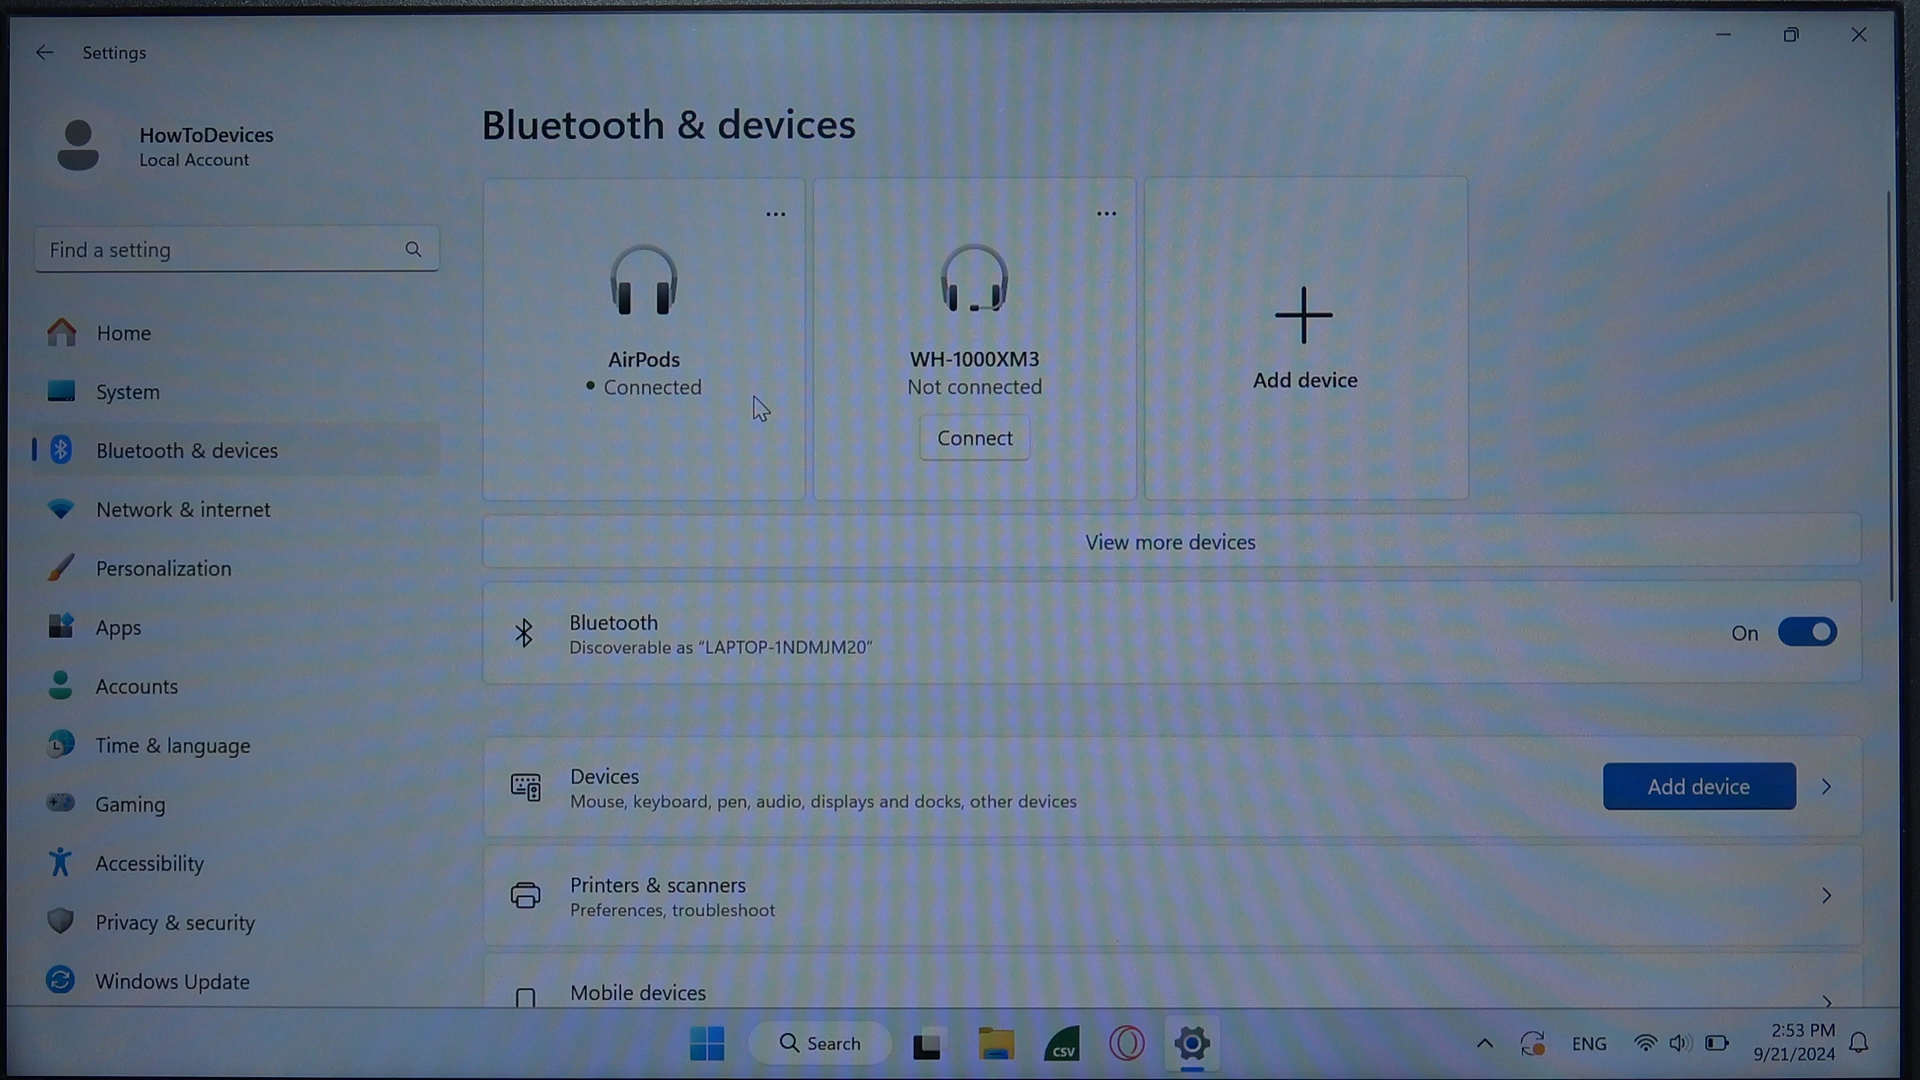 Settings
HowToDevices
Local Account
Find a setting
Home
System
Bluetooth & devices
Network & internet
Personalization
Apps
Accounts
Time & language
Gaming
Accessibility
Privacy & security
Windows Update
Bluetooth & devices
AirPods
Connected
WH-1000XM3
Not connected
Connect
Add device
View more devices
Bluetooth
Discoverable as “LAPTOP-1NDMJM20”
On
Devices
Mouse, keyboard, pen, audio, displays and docks, other devices
Add device
Printers & scanners
Preferences, troubleshoot
Mobile devices
Search
CSV
ENG
2:53 PM
9/21/2024